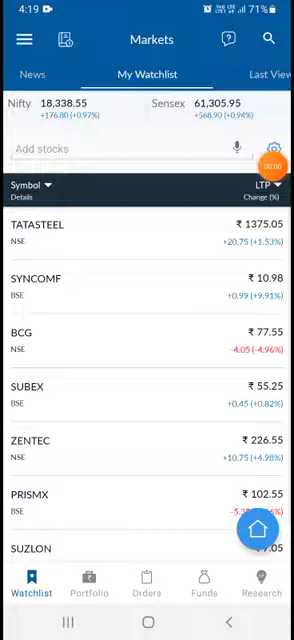 4:19
71%
Markets
News
My Watchlist
Last View
Nifty 18,338.55
+176.80 (+0.97%)
Sensex 61,305.95
+568.90 (+0.94%)
Add stocks
00:00
Symbol
Details
LTP
Change (%)
TATASTEEL ₹ 1375.05
NSE +20.75 (+1.53%)
SYNCOMF ₹ 10.98
BSE +0.99 (+9.91%)
BCG ₹ 77.55
NSE -4.05 (-4.96%)
SUBEX ₹ 55.25
BSE +0.45 (+0.82%)
ZENTEC ₹ 226.55
NSE +10.75 (+4.98%)
PRISMX ₹ 102.55
BSE
SUZLON
Watchlist Portfolio Orders Funds Research